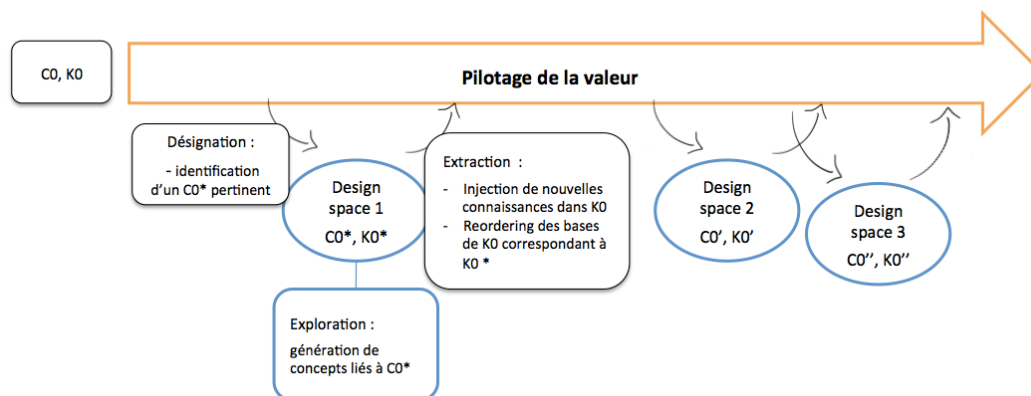 C0, K0
Pilotage de la valeur
Désignation :
- identification
d'un C0* pertinent
Design
space 1
C0*, K0*
Extraction :
- Injection de nouvelles
connaissances dans K0
- Reordering des bases
de K0 correspondant à
K0 *
Design
space 2
C0', K0'
Design
space 3
C0'', K0''
Exploration :
génération de
concepts liés à C0*